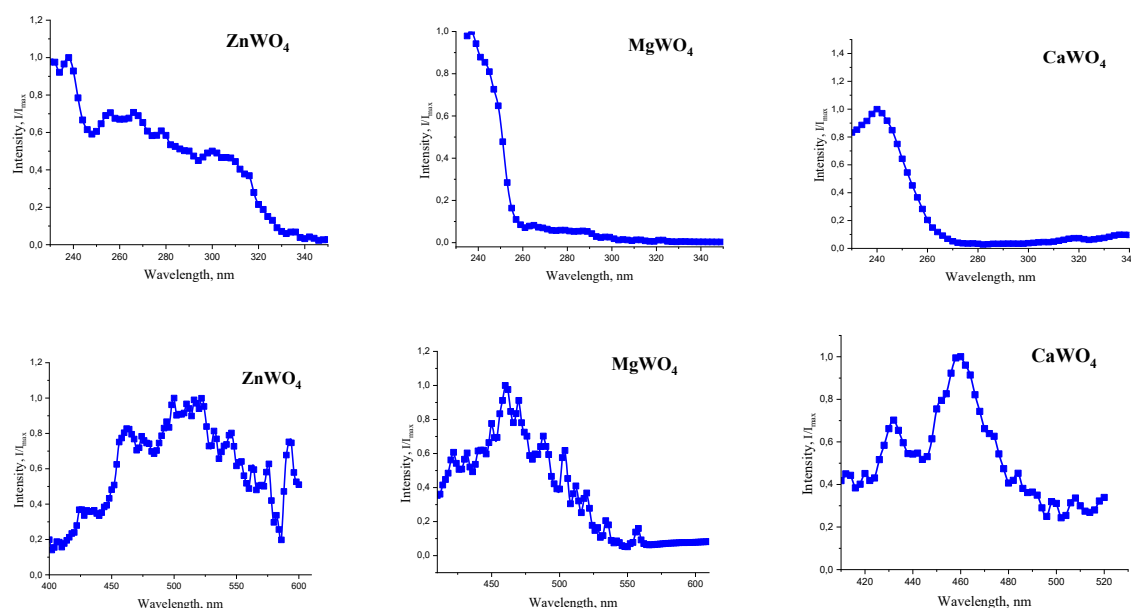 ZnWO4
Intensity, I/Imax
1,2
1,0
0,8
0,6
0,4
0,2
0,0
240 260 280 300 320 340
Wavelength, nm
MgWO4
Intensity, I/Imax
1,0
0,8
0,6
0,4
0,2
0,0
240 260 280 300 320 340
Wavelength, nm
CaWO4
Intensity, I/Imax
1,4
1,2
1,0
0,8
0,6
0,4
0,2
0,0
240 260 280 300 320 340
Wavelength, nm
ZnWO4
Intensity, I/Imax
1,2
1,0
0,8
0,6
0,4
0,2
0,0
400 450 500 550 600
Wavelength, nm
MgWO4
Intensity, I/Imax
1,2
1,0
0,8
0,6
0,4
0,2
0,0
450 500 550 600
Wavelength, nm
CaWO4
Intensity, I/Imax
1,0
0,8
0,6
0,4
0,2
0,0
420 440 460 480 500 520
Wavelength, nm